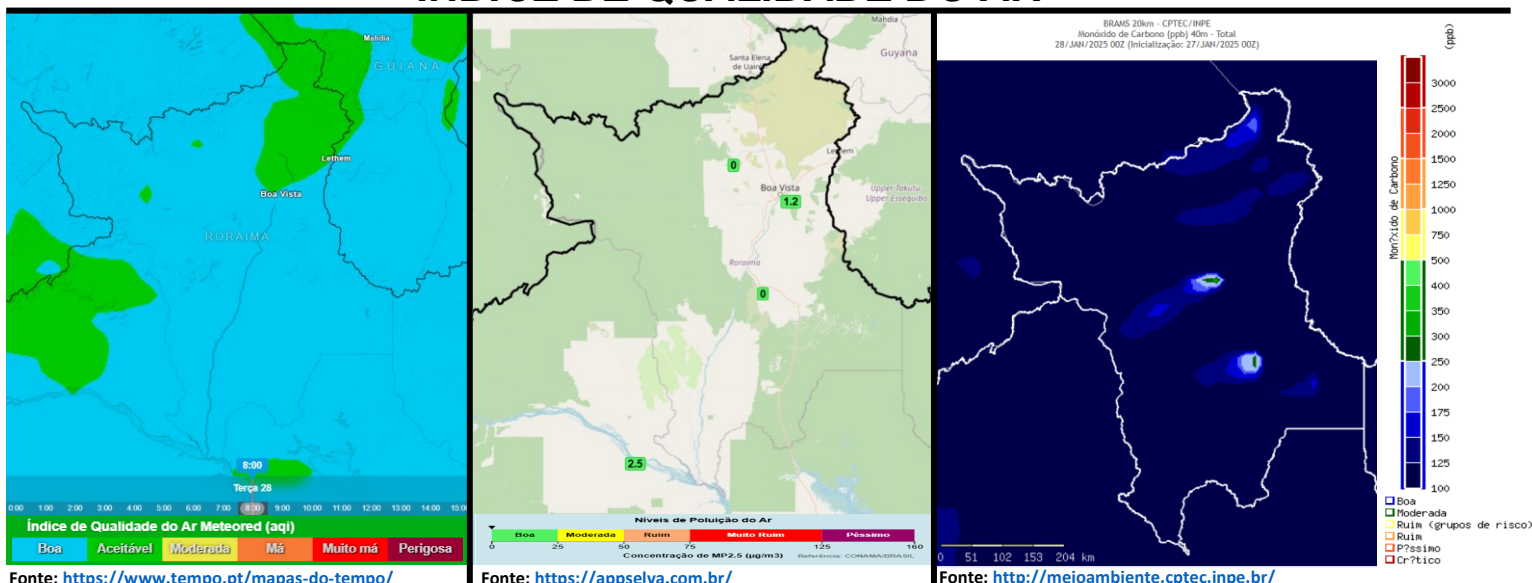 ÍNDICE DE QUALIDADE DO AR
Mahdia
GUIANA
Lethem
Boa Vista
RORAIMA
8:00
Terça 28
0:00 1:00 2:00 3:00 4:00 5:00 6:00 7:00 8:00 9:00 10:00 11:00 12:00 13:00 14:00 15:00
Índice de Qualidade do Ar Meteored (aqi)
Boa Aceitável Moderada Má Muito má Perigosa
Fonte: https://www.tempo.pt/mapas-do-tempo/
Mahdia
Santa Elena
de Uairén
Guyana
Lethem
0
Boa Vista
1.2
Upper Takutu-
Upper Essequibo
Roraima
0
2.5
Níveis de Poluição do Ar
Boa Moderada Ruim Muito Ruim Péssimo
0 25 50 75 125 160
Concentração de MP2.5 (µg/m3) Referência: CONAMA/BRASIL
Fonte: https://appselva.com.br/
BRAMS 20km - CPTEC/INPE
Monóxido de Carbono (ppb) 40m - Total
28/JAN/2025 00Z (Inicialização: 27/JAN/2025 00Z)
(ppb)
Mon?xido de Carbono
3000
2500
2000
1500
1250
1000
750
500
400
350
300
250
200
175
150
125
100
Boa
Moderada
Ruim (grupos de risco)
Ruim
P?ssimo
Cr?tico
0 51 102 153 204 km
Fonte: http://meioambiente.cptec.inpe.br/